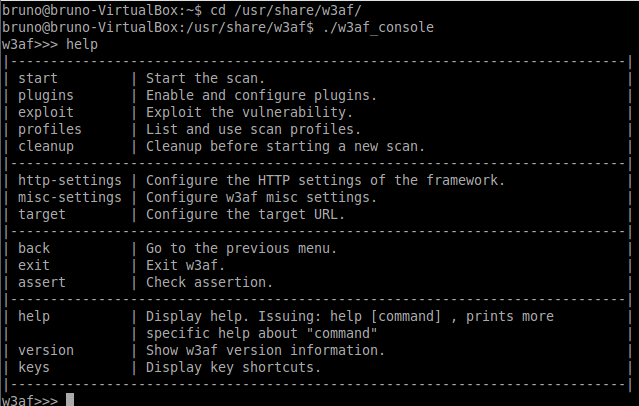 bruno@bruno-VirtualBox:~$ cd /usr/share/w3af/
bruno@bruno-VirtualBox:/usr/share/w3af$ ./w3af_console
w3af>>> help
|-----------------------------------------------------------------------------|
| start         | Start the scan.                                             |
| plugins       | Enable and configure plugins.                               |
| exploit       | Exploit the vulnerability.                                  |
| profiles      | List and use scan profiles.                                 |
| cleanup       | Cleanup before starting a new scan.                         |
|-----------------------------------------------------------------------------|
| http-settings | Configure the HTTP settings of the framework.               |
| misc-settings | Configure w3af misc settings.                               |
| target        | Configure the target URL.                                   |
|-----------------------------------------------------------------------------|
| back          | Go to the previous menu.                                    |
| exit          | Exit w3af.                                                  |
| assert        | Check assertion.                                            |
|-----------------------------------------------------------------------------|
| help          | Display help. Issuing: help [command] , prints more         |
|               | specific help about "command"                               |
| version       | Show w3af version information.                              |
| keys          | Display key shortcuts.                                      |
|-----------------------------------------------------------------------------|
w3af>>>